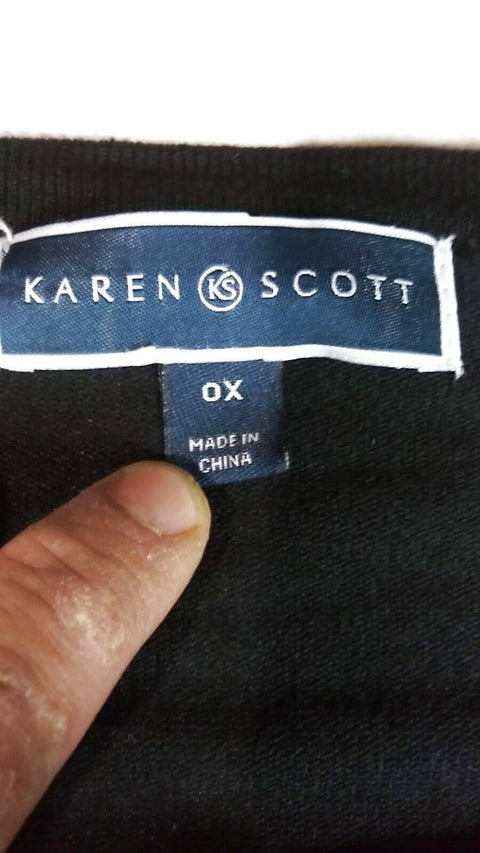 KAREN KS SCOTT
0X
MADE IN
CHINA